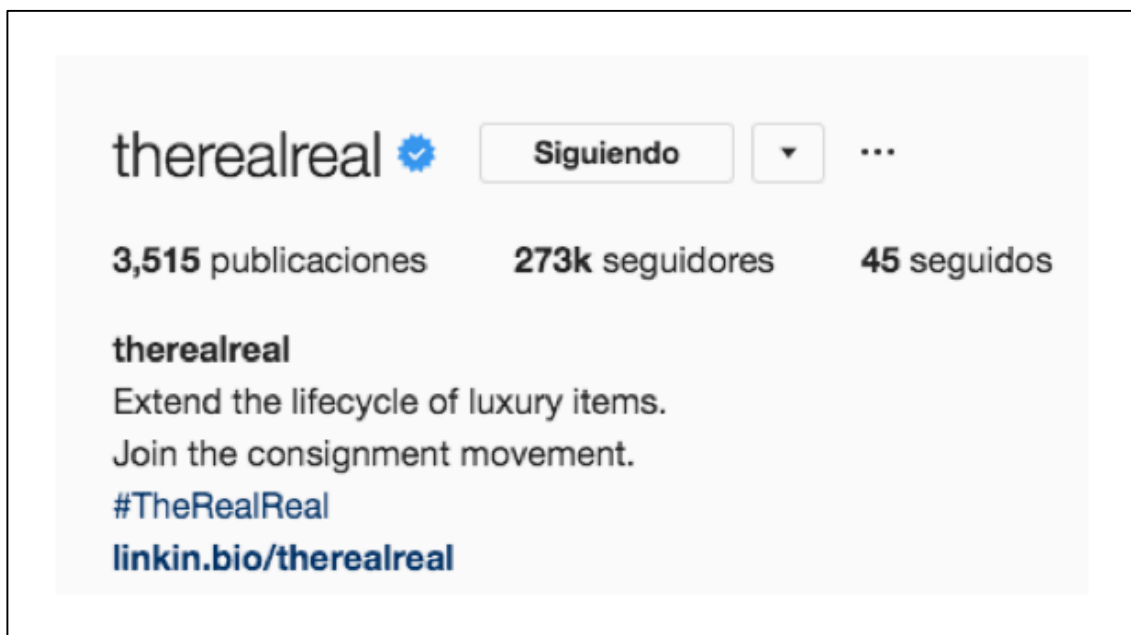 therealreal Siguiendo
3,515 publicaciones 273k seguidores 45 seguidos
therealreal
Extend the lifecycle of luxury items.
Join the consignment movement.
#TheRealReal
linkin.bio/therealreal